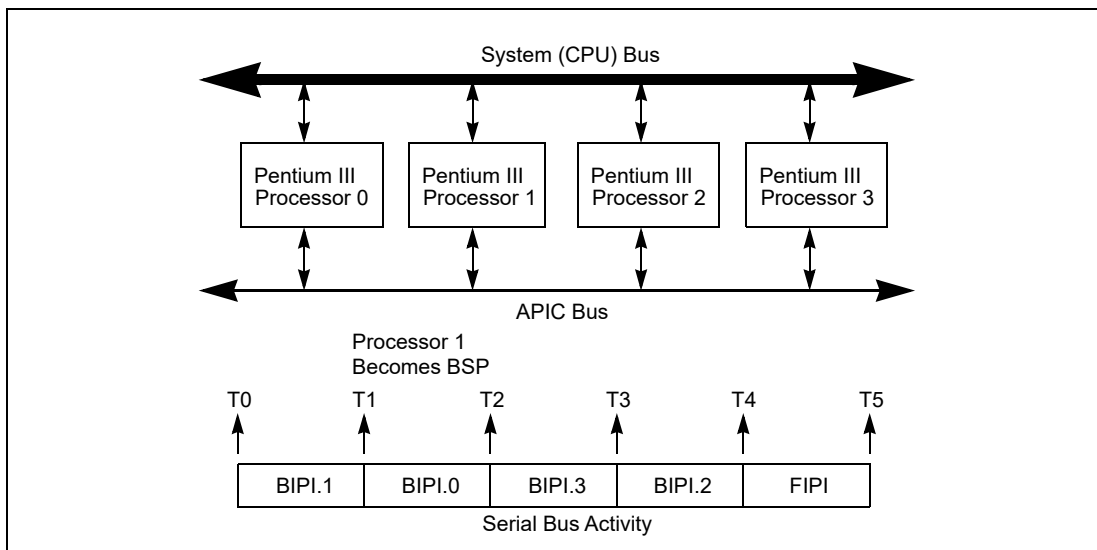 System (CPU) Bus
Pentium III
Processor 0
Pentium III
Processor 1
Pentium III
Processor 2
Pentium III
Processor 3
APIC Bus
Processor 1
Becomes BSP
T0 T1 T2 T3 T4 T5
BIPI.1 BIPI.0 BIPI.3 BIPI.2 FIPI
Serial Bus Activity